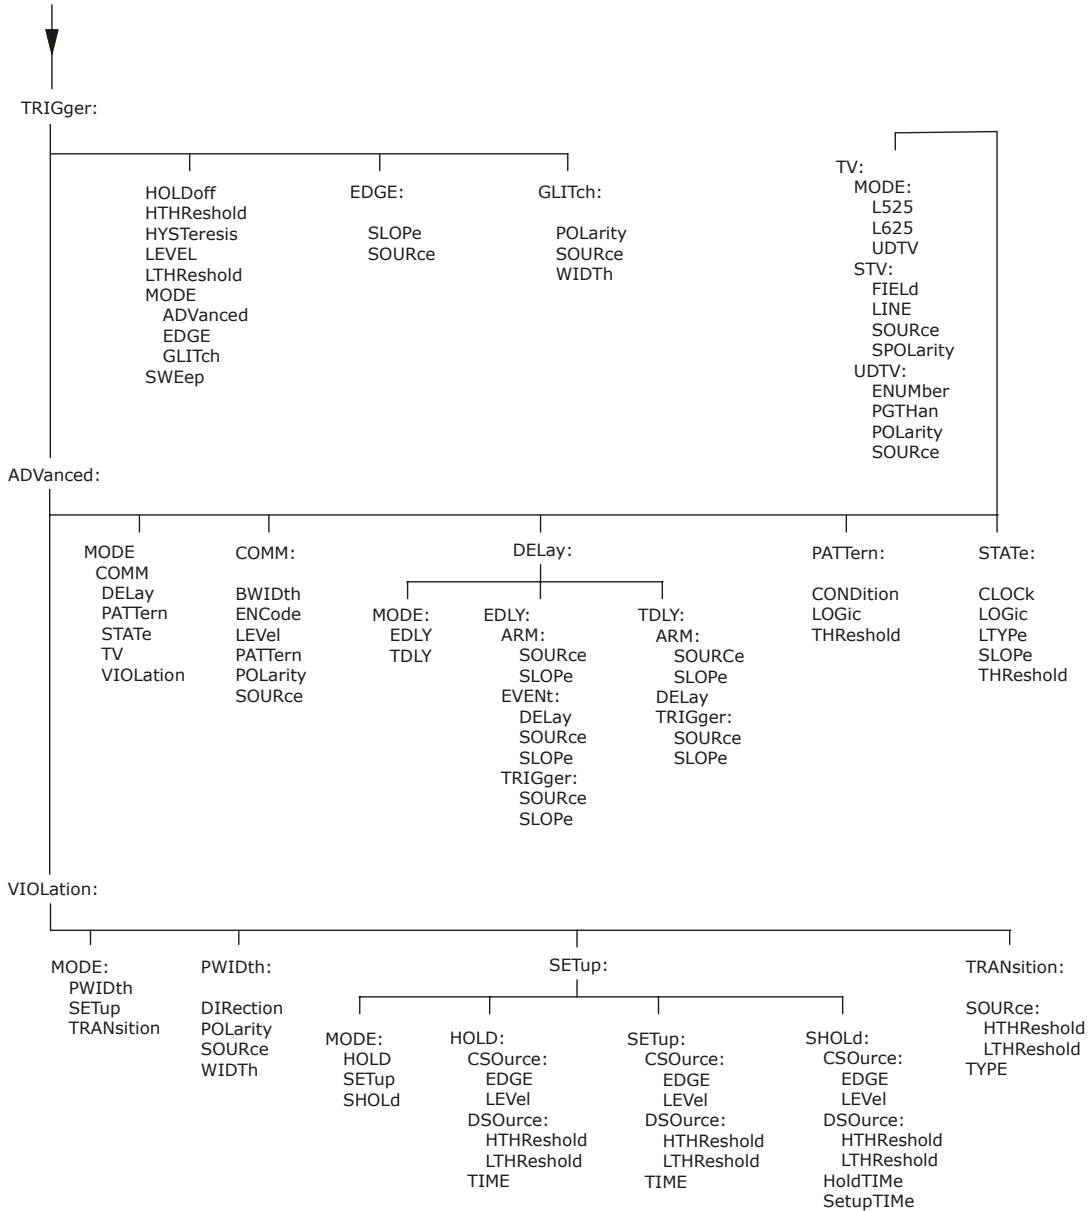 TRIGger:
HOLDoff
HTHReshold
HYSTeresis
LEVEL
LTHReshold
MODE
ADVanced
EDGE
GLITch
SWEep
EDGE:
SLOPe
SOURce
GLITch:
POLarity
SOURce
WIDTh
TV:
MODE:
L525
L625
UDTV
STV:
FIELd
LINE
SOURce
SPOLarity
UDTV:
ENUMber
PGTHan
POLarity
SOURce
ADVanced:
MODE
COMM
DELay
PATTern
STATe
TV
VIOLation
COMM:
BWIDth
ENCode
LEVel
PATTern
POLarity
SOURce
DELay:
MODE:
EDLY
TDLY
EDLY:
ARM:
SOURce
SLOPe
EVENt:
DELay
SOURce
SLOPe
TRIGger:
SOURce
SLOPe
TDLY:
ARM:
SOURCe
SLOPe
DELay
TRIGger:
SOURce
SLOPe
PATTern:
CONDition
LOGic
THReshold
STATe:
CLOCk
LOGic
LTYPe
SLOPe
THReshold
VIOLation:
MODE:
PWIDth
SETup
TRANsition
PWIDth:
DIRection
POLarity
SOURce
WIDTh
SETup:
MODE:
HOLD
SETup
SHOLd
HOLD:
CSOurce:
EDGE
LEVel
DSOurce:
HTHReshold
LTHReshold
TIME
SETup:
CSOurce:
EDGE
LEVel
DSOurce:
HTHReshold
LTHReshold
TIME
SHOLd:
CSOurce:
EDGE
LEVel
DSOurce:
HTHReshold
LTHReshold
HoldTIMe
SetupTIMe
TRANsition:
SOURce:
HTHReshold
LTHReshold
TYPE